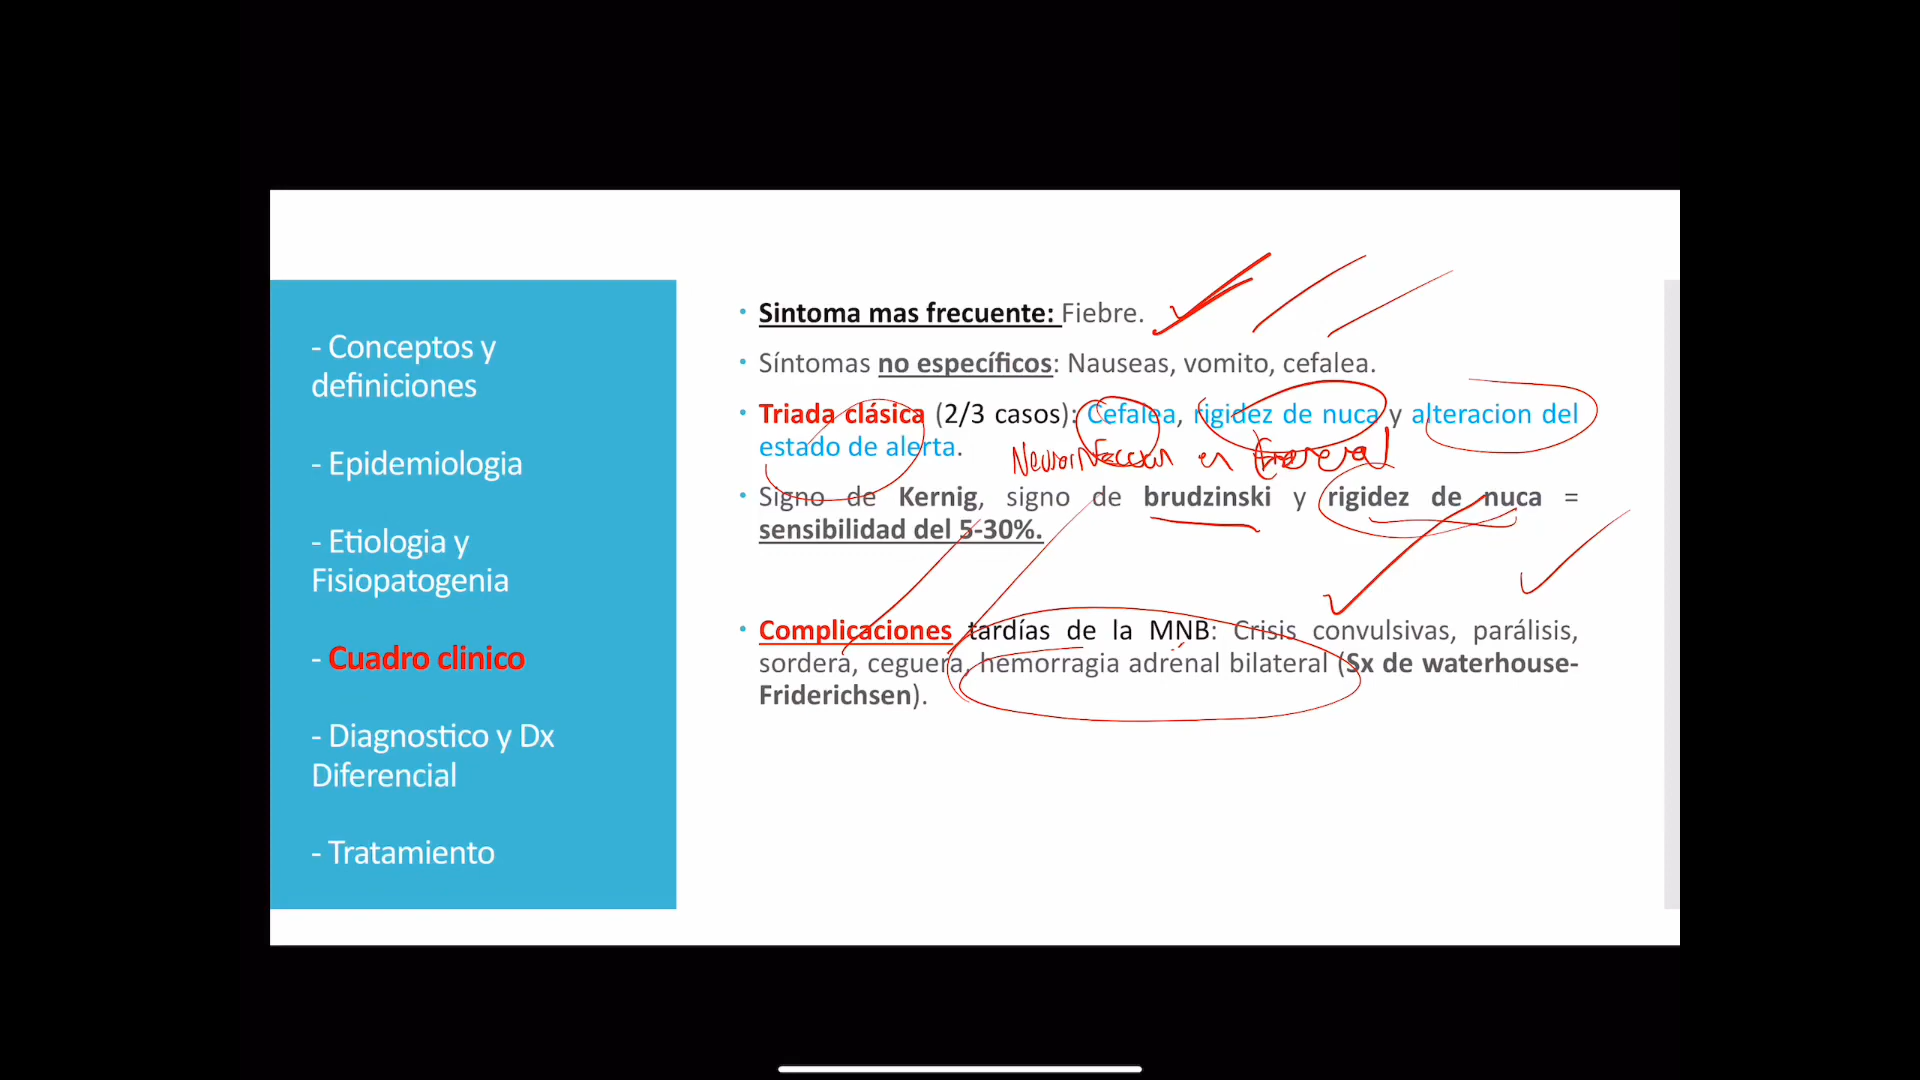 - Conceptos y
definiciones
- Epidemiologia
- Etiologia y
Fisiopatogenia
- Cuadro clinico
- Diagnostico y Dx
Diferencial
- Tratamiento
• Sintoma mas frecuente: Fiebre.
• Síntomas no específicos: Nauseas, vomito, cefalea.
• Triada clásica (2/3 casos): Cefalea, rigidez de nuca y alteracion del
estado de alerta.
Neuroinfeccion en general
• Signo de Kernig, signo de brudzinski y rigidez de nuca =
sensibilidad del 5-30%.
• Complicaciones tardías de la MNB: Crisis convulsivas, parálisis,
sordera, ceguera, hemorragia adrenal bilateral (Sx de waterhouse-
Friderichsen).